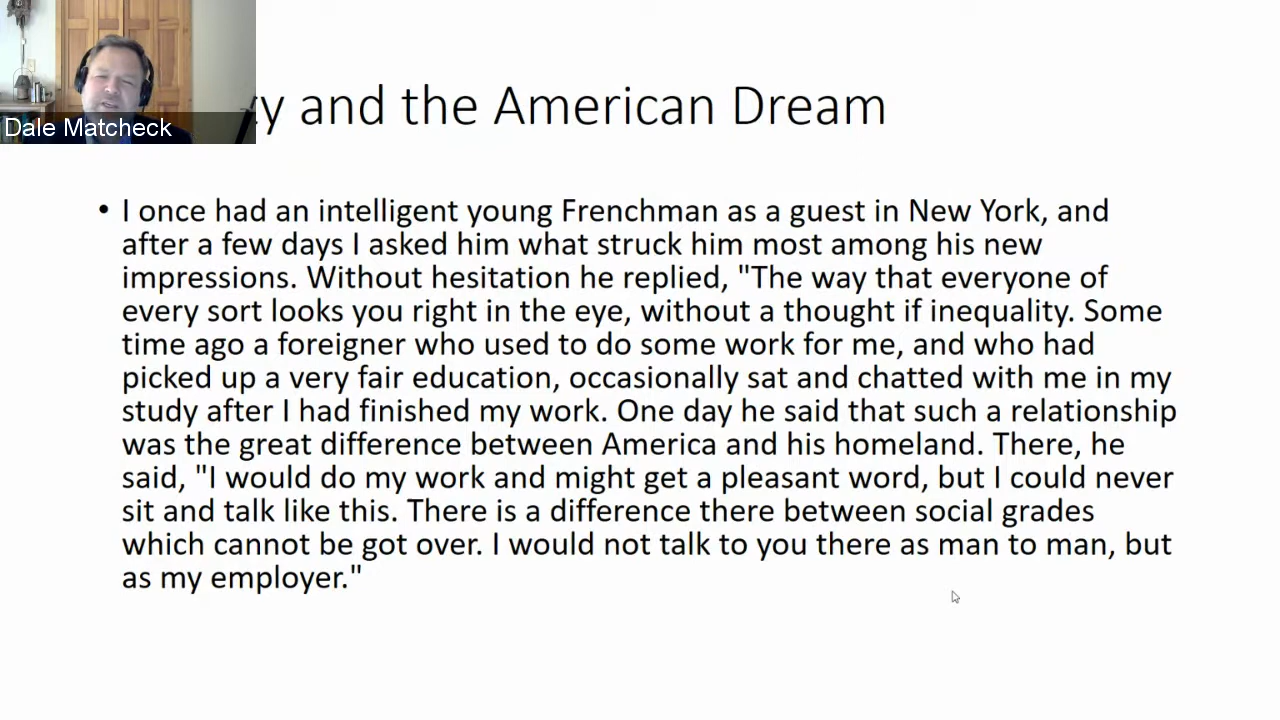 Dale Matcheck
y and the American Dream
• I once had an intelligent young Frenchman as a guest in New York, and
after a few days I asked him what struck him most among his new
impressions. Without hesitation he replied, "The way that everyone of
every sort looks you right in the eye, without a thought if inequality. Some
time ago a foreigner who used to do some work for me, and who had
picked up a very fair education, occasionally sat and chatted with me in my
study after I had finished my work. One day he said that such a relationship
was the great difference between America and his homeland. There, he
said, "I would do my work and might get a pleasant word, but I could never
sit and talk like this. There is a difference there between social grades
which cannot be got over. I would not talk to you there as man to man, but
as my employer."